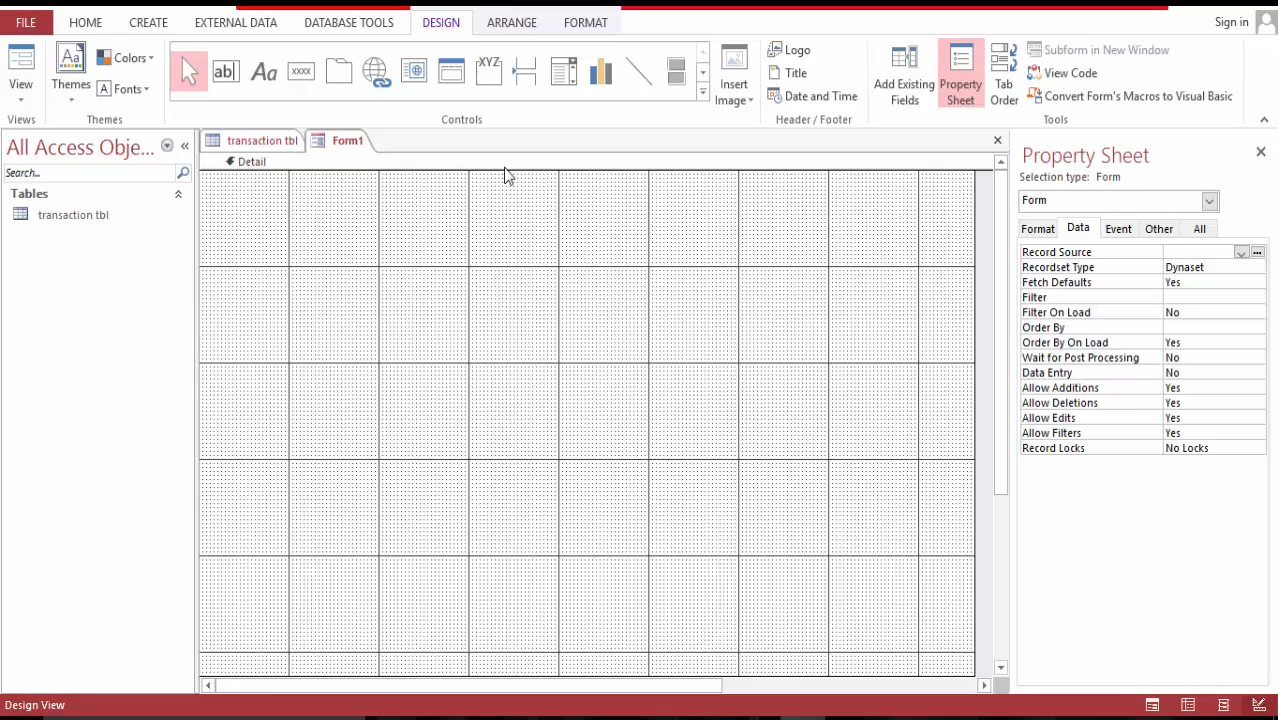 FILE HOME CREATE EXTERNAL DATA DATABASE TOOLS DESIGN ARRANGE FORMAT Sign in
View
Views
Aa
Themes
Colors
A Fonts
Themes
ab| Aa xxxx XYZ
Controls
Insert
Image
Logo
Title
Date and Time
Header / Footer
Add Existing
Fields
Property
Sheet
Tab
Order
Subform in New Window
View Code
Convert Form's Macros to Visual Basic
Tools
All Access Obje...
Search...
Tables
transaction tbl
transaction tbl Form1
Detail
Property Sheet
Selection type: Form
Form
Format Data Event Other All
Record Source
Recordset Type Dynaset
Fetch Defaults Yes
Filter
Filter On Load No
Order By
Order By On Load Yes
Wait for Post Processing No
Data Entry No
Allow Additions Yes
Allow Deletions Yes
Allow Edits Yes
Allow Filters Yes
Record Locks No Locks
Design View